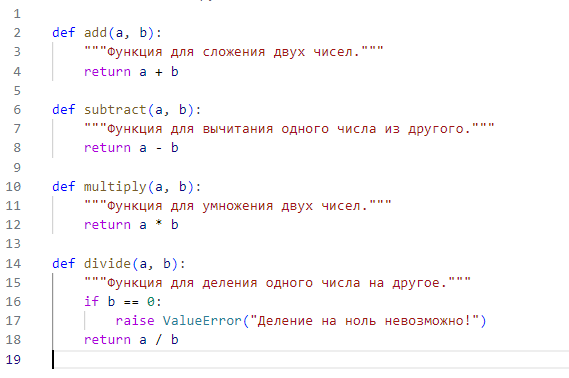 1
2 def add(a, b):
3 """Функция для сложения двух чисел."""
4 return a + b
5
6 def subtract(a, b):
7 """Функция для вычитания одного числа из другого."""
8 return a - b
9
10 def multiply(a, b):
11 """Функция для умножения двух чисел."""
12 return a * b
13
14 def divide(a, b):
15 """Функция для деления одного числа на другое."""
16 if b == 0:
17 raise ValueError("Деление на ноль невозможно!")
18 return a / b
19